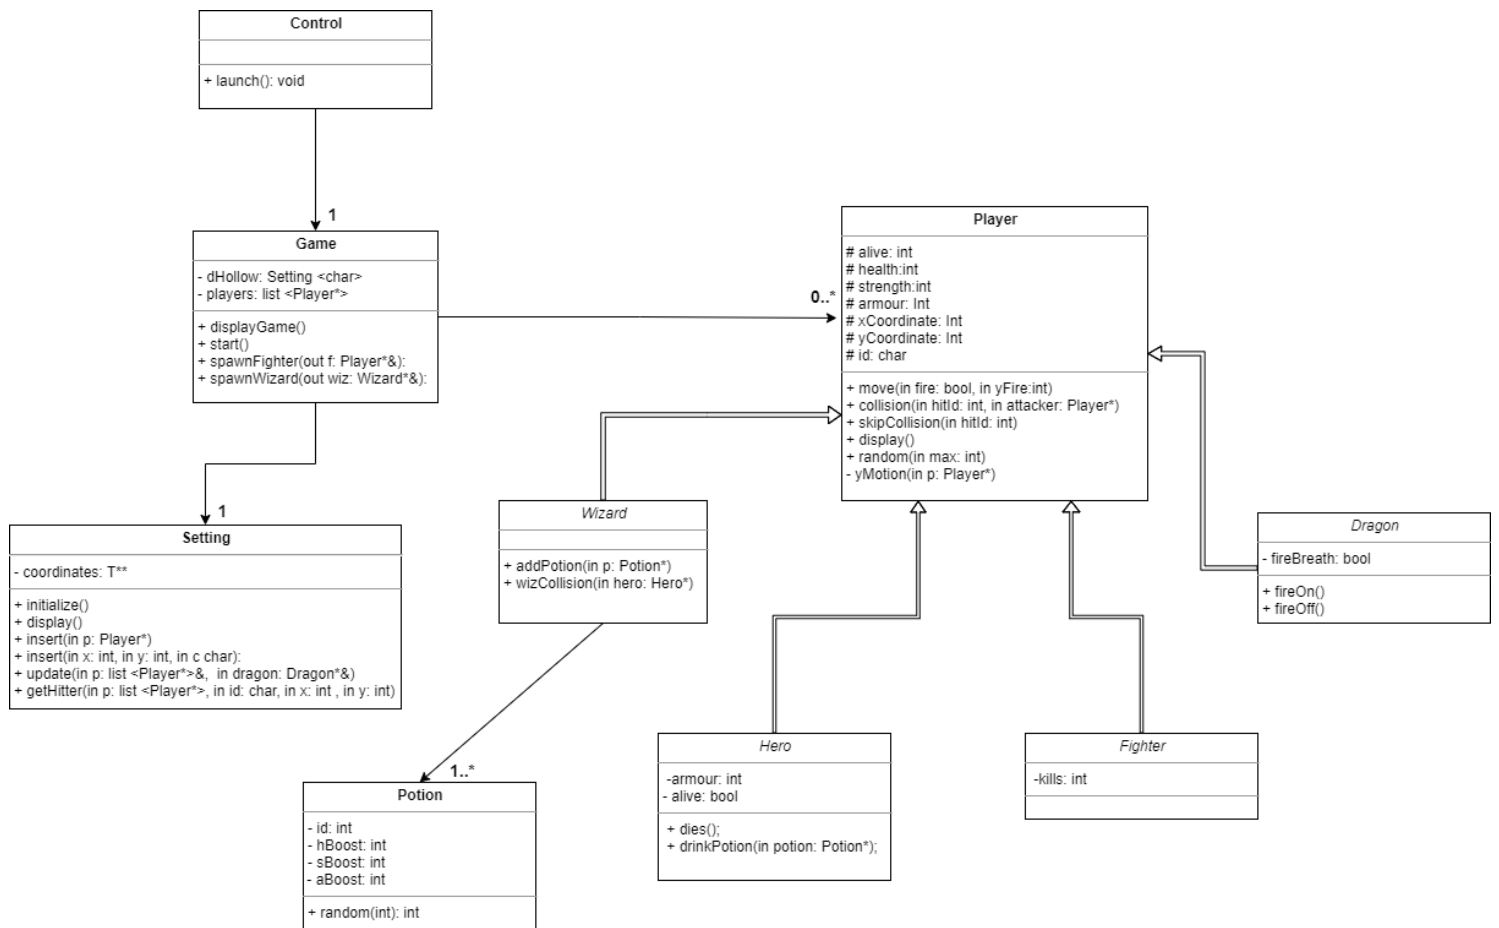 Control
+ launch(): void
1
Game
- dHollow: Setting <char>
- players: list <Player*>
+ displayGame()
+ start()
+ spawnFighter(out f: Player*&):
+ spawnWizard(out wiz: Wizard*&):
0..*
Player
# alive: int
# health:int
# strength:int
# armour: Int
# xCoordinate: Int
# yCoordinate: Int
# id: char
+ move(in fire: bool, in yFire:int)
+ collision(in hitId: int, in attacker: Player*)
+ skipCollision(in hitId: int)
+ display()
+ random(in max: int)
- yMotion(in p: Player*)
1
Setting
- coordinates: T**
+ initialize()
+ display()
+ insert(in p: Player*)
+ insert(in x: int, in y: int, in c char):
+ update(in p: list <Player*>&, in dragon: Dragon*&)
+ getHitter(in p: list <Player*>, in id: char, in x: int , in y: int)
Wizard
+ addPotion(in p: Potion*)
+ wizCollision(in hero: Hero*)
Dragon
- fireBreath: bool
+ fireOn()
+ fireOff()
1..*
Potion
- id: int
- hBoost: int
- sBoost: int
- aBoost: int
+ random(int): int
Hero
-armour: int
- alive: bool
+ dies();
+ drinkPotion(in potion: Potion*);
Fighter
-kills: int